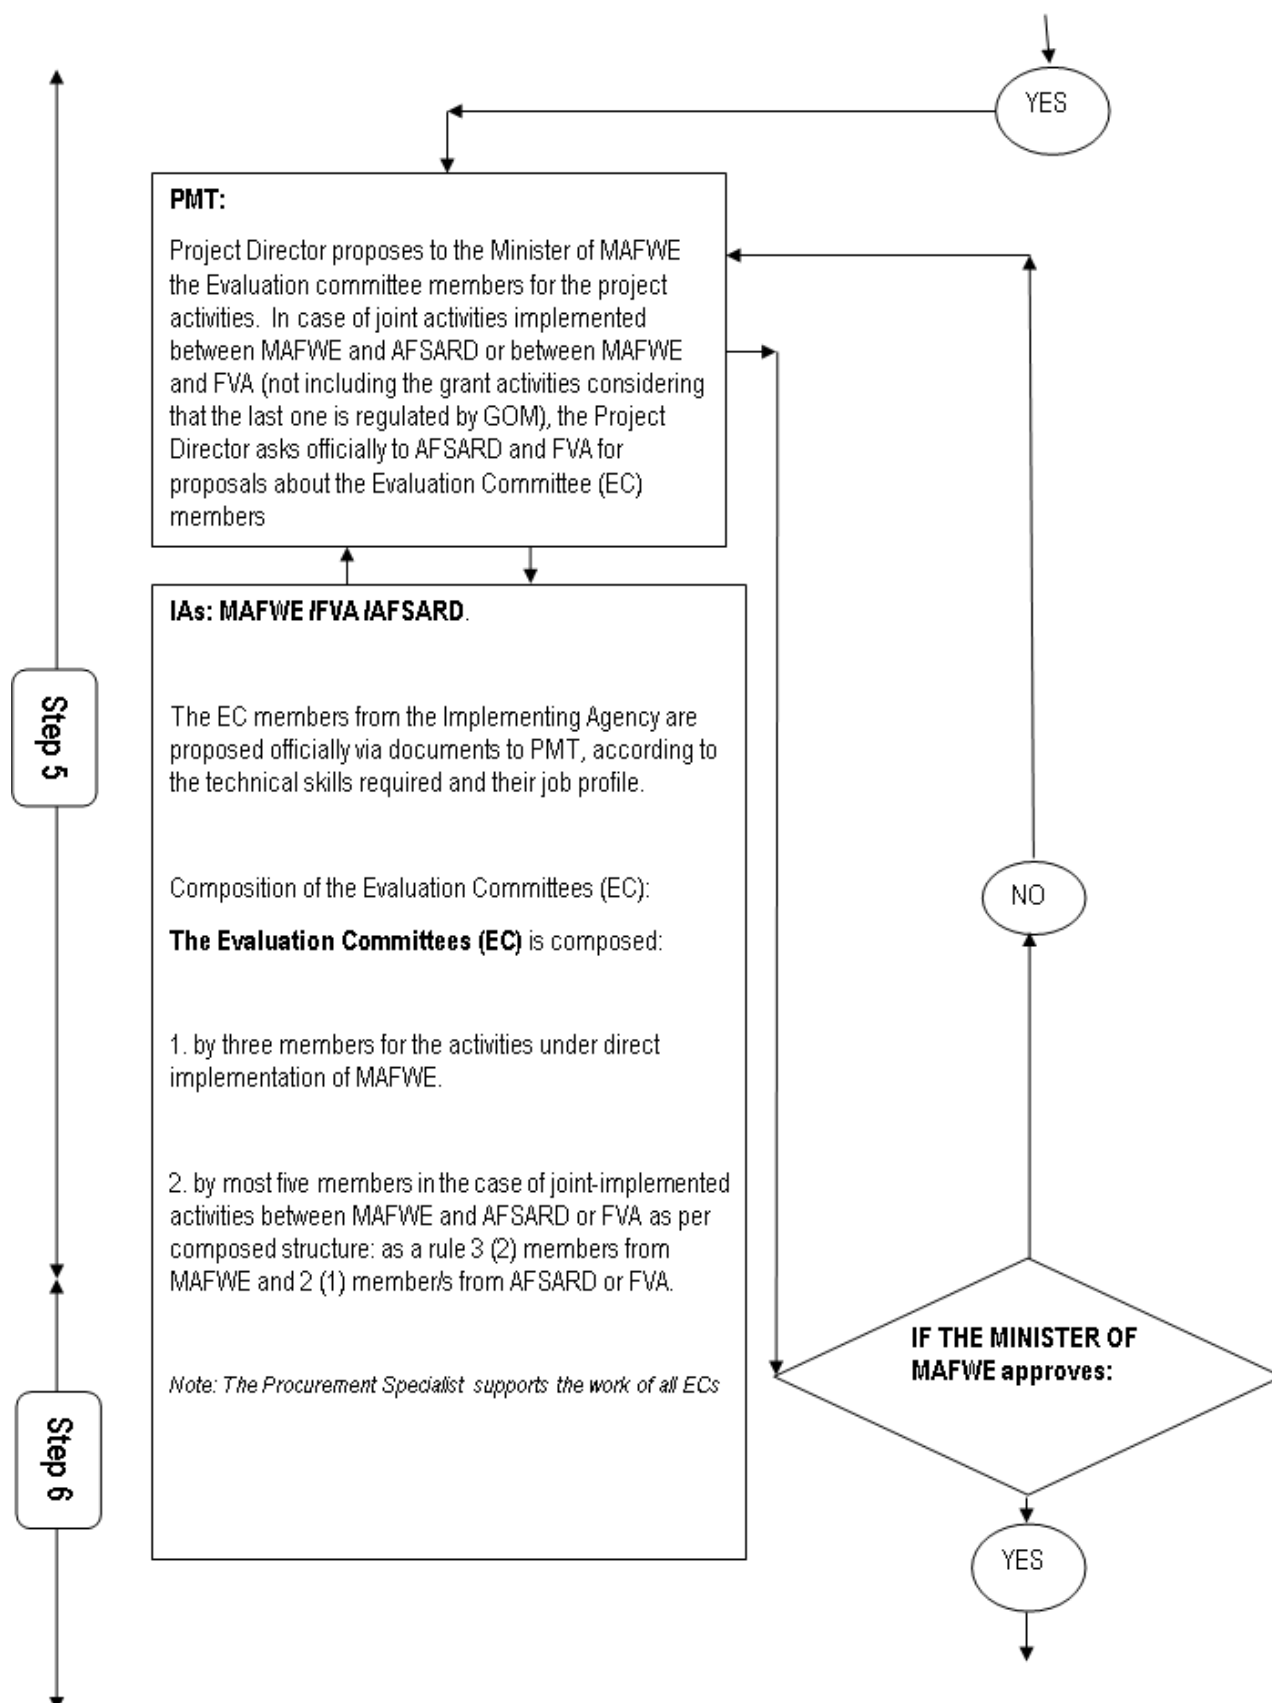 YES
PMT:
Project Director proposes to the Minister of MAFWE
the Evaluation committee members for the project
activities. In case of joint activities implemented
between MAFWE and AFSARD or between MAFWE
and FVA (not including the grant activities considering
that the last one is regulated by GOM), the Project
Director asks officially to AFSARD and FVA for
proposals about the Evaluation Committee (EC)
members
IAs: MAFWE /FVA /AFSARD.
The EC members from the Implementing Agency are
proposed officially via documents to PMT, according to
the technical skills required and their job profile.
Composition of the Evaluation Committees (EC):
The Evaluation Committees (EC) is composed:
1. by three members for the activities under direct
implementation of MAFWE.
2. by most five members in the case of joint-implemented
activities between MAFWE and AFSARD or FVA as per
composed structure: as a rule 3 (2) members from
MAFWE and 2 (1) member/s from AFSARD or FVA.
Note: The Procurement Specialist supports the work of all ECs
Step 5
Step 6
NO
IF THE MINISTER OF
MAFWE approves:
YES